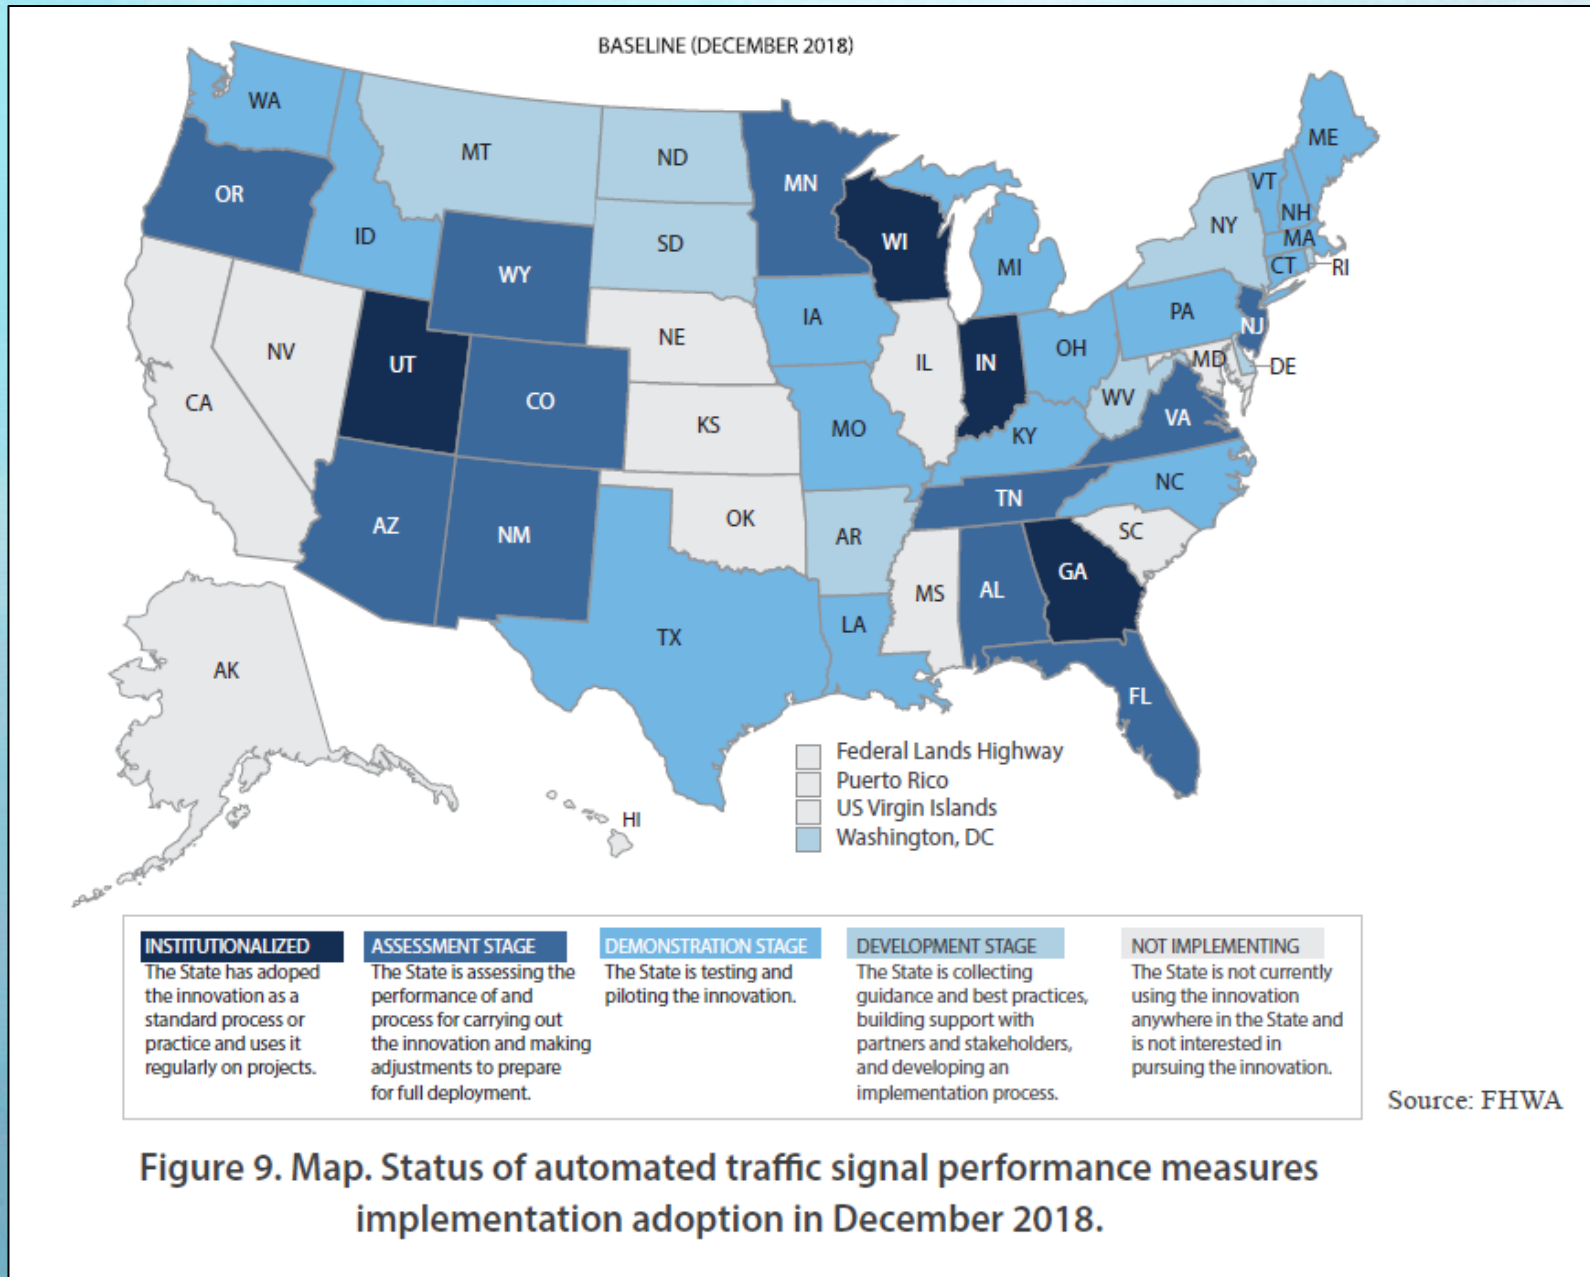 BASELINE (DECEMBER 2018)
WA
MT
ND
MN
ME
OR
ID
SD
WI
MI
VT
NH
NY
MA
CT
RI
WY
IA
PA
NJ
NE
OH
NV
UT
IL
IN
MD
DE
CA
CO
KS
MO
WV
VA
KY
NC
AZ
NM
OK
AR
TN
SC
MS
AL
GA
TX
LA
AK
FL
HI
Federal Lands Highway
Puerto Rico
US Virgin Islands
Washington, DC
INSTITUTIONALIZED
The State has adoped
the innovation as a
standard process or
practice and uses it
regularly on projects.
ASSESSMENT STAGE
The State is assessing the
performance of and
process for carrying out
the innovation and making
adjustments to prepare
for full deployment.
DEMONSTRATION STAGE
The State is testing and
piloting the innovation.
DEVELOPMENT STAGE
The State is collecting
guidance and best practices,
building support with
partners and stakeholders,
and developing an
implementation process.
NOT IMPLEMENTING
The State is not currently
using the innovation
anywhere in the State and
is not interested in
pursuing the innovation.
Source: FHWA
Figure 9. Map. Status of automated traffic signal performance measures
implementation adoption in December 2018.